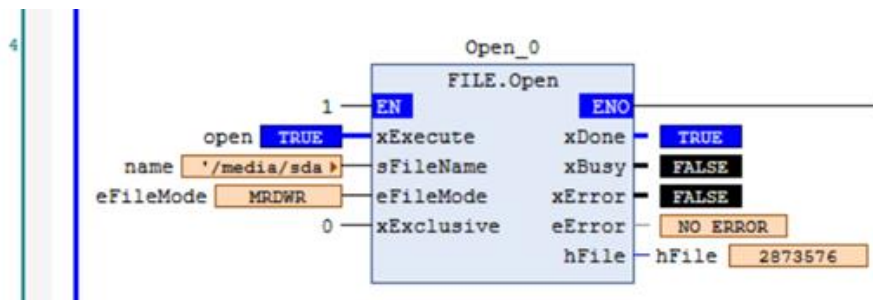 4
Open_0
FILE.Open
1 EN ENO
open TRUE xExecute xDone TRUE
name '/media/sda sFileName xBusy FALSE
eFileMode MRDWR eFileMode xError FALSE
0 xExclusive eError NO ERROR
hFile hFile 2873576